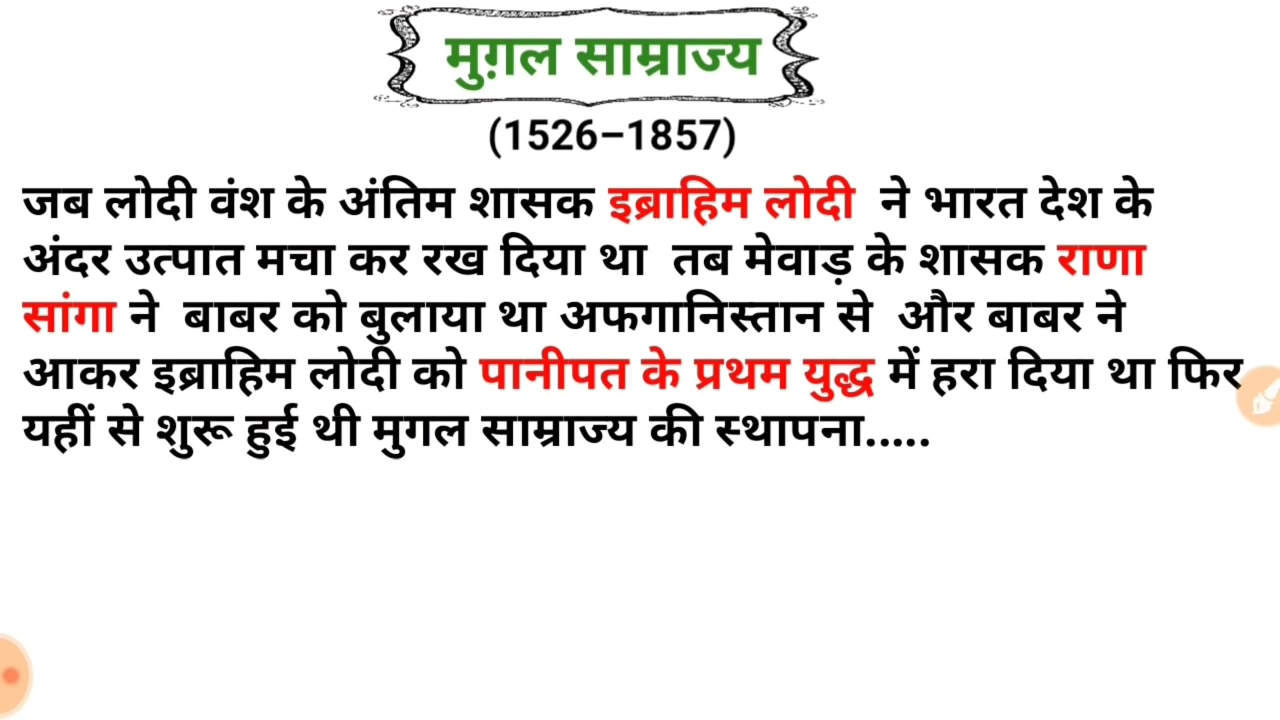 मुग़ल साम्राज्य
(1526–1857)
जब लोदी वंश के अंतिम शासक इब्राहिम लोदी ने भारत देश के
अंदर उत्पात मचा कर रख दिया था तब मेवाड़ के शासक राणा
सांगा ने बाबर को बुलाया था अफगानिस्तान से और बाबर ने
आकर इब्राहिम लोदी को पानीपत के प्रथम युद्ध में हरा दिया था फिर
यहीं से शुरू हुई थी मुगल साम्राज्य की स्थापना.....